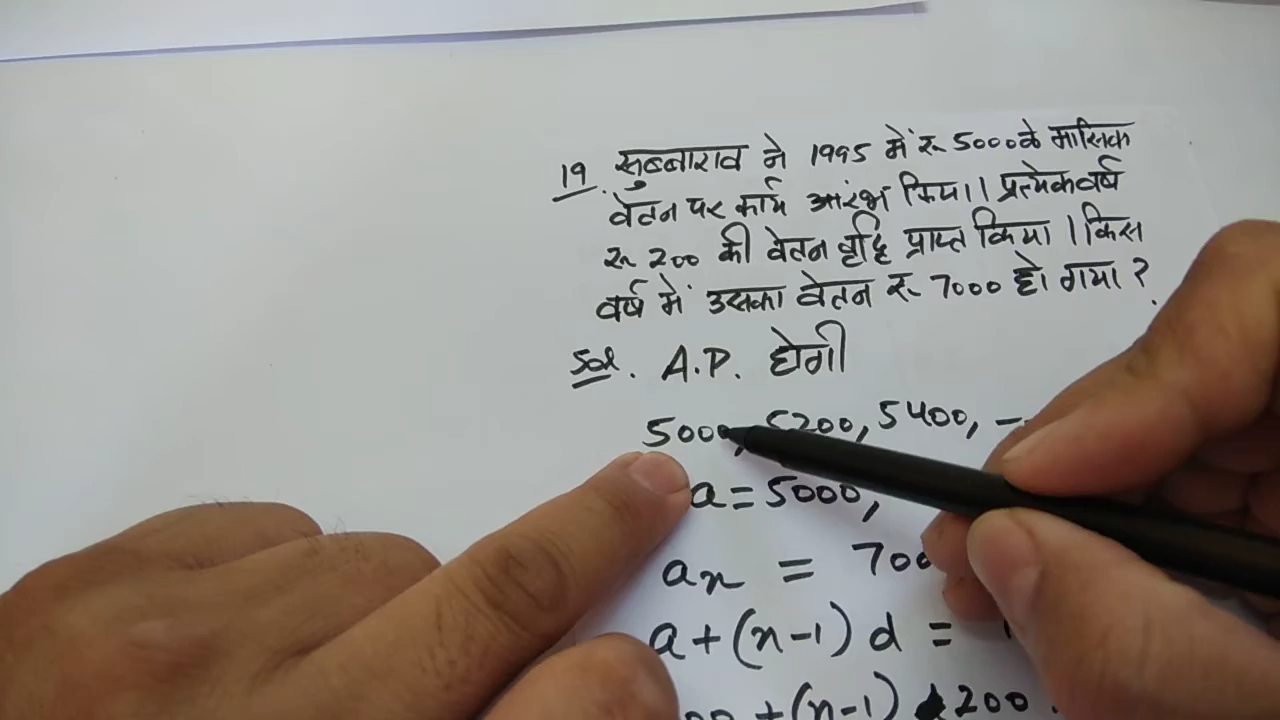 19. सुब्बाराव ने 1995 में रू 5000 के मासिक
वेतन पर कार्य आरंभ किया। प्रत्येक वर्ष
रू 200 की वेतन वृद्धि प्राप्त किया। किस
वर्ष में उसका वेतन रू 7000 हो गया?
Sol. A.P. होगी
5000, 5200, 5400, --
a = 5000,
an = 700
a + (n-1) d =
+ (n-1) 200